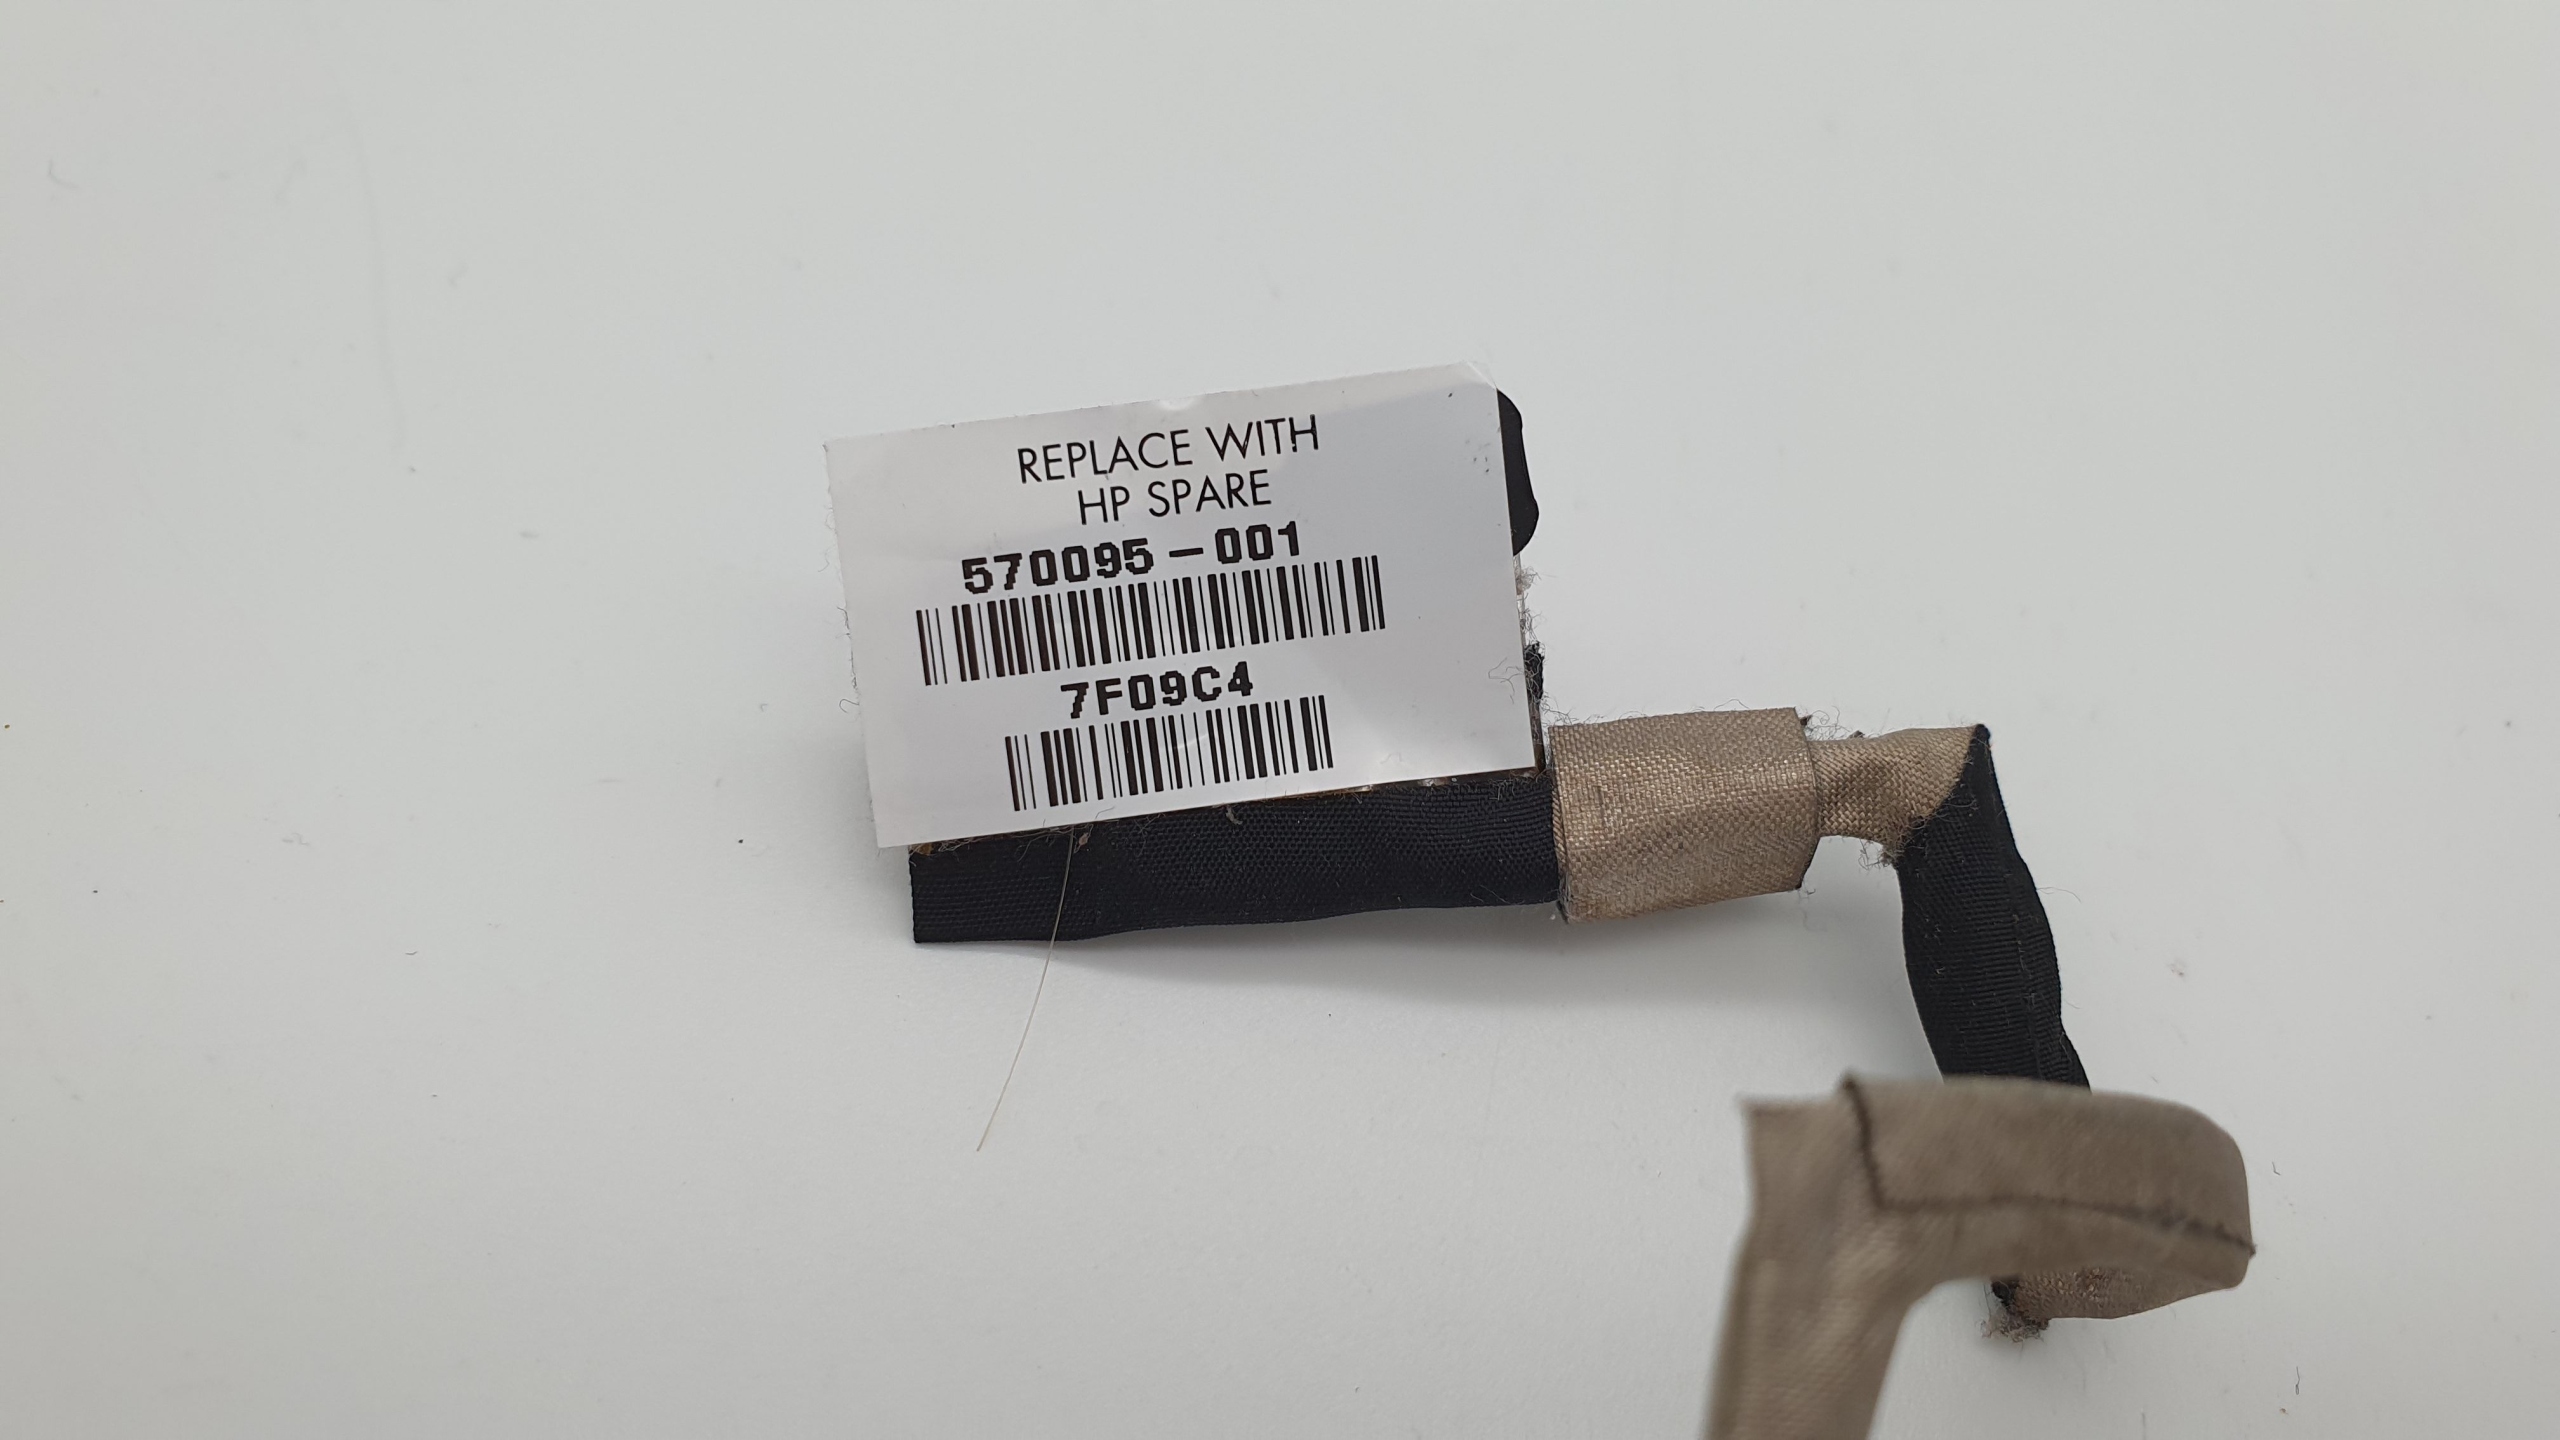 REPLACE WITH
HP SPARE
570095-001
7F09C4